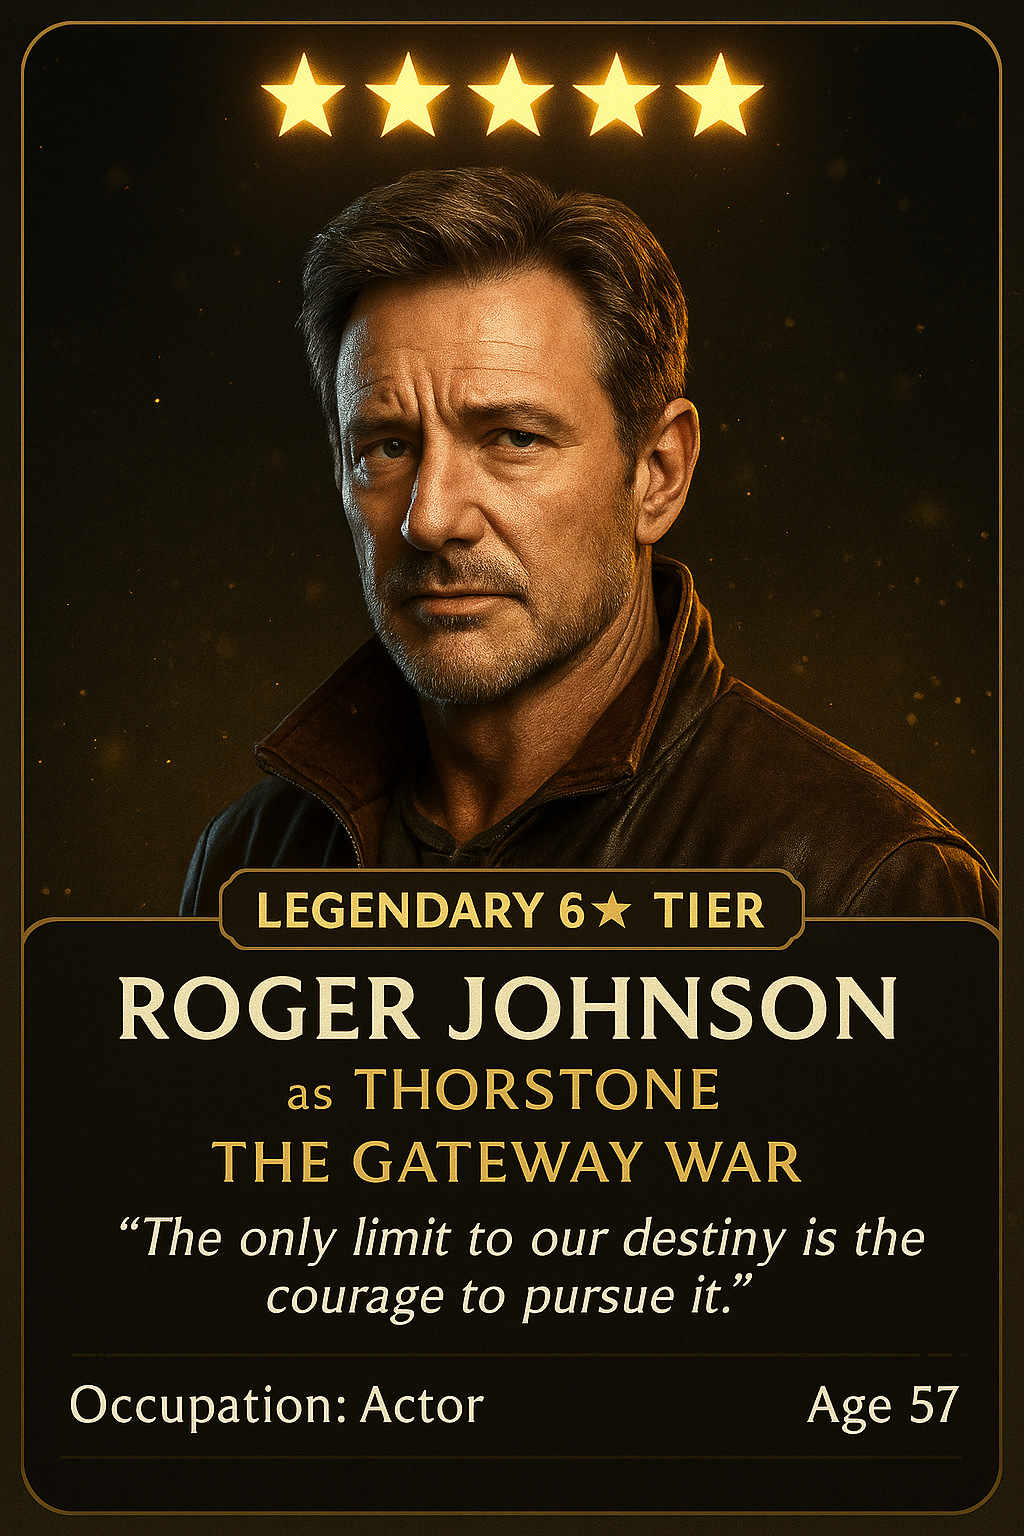 LEGENDARY 6★ TIER
ROGER JOHNSON
as THORSTONE
THE GATEWAY WAR
“The only limit to our destiny is the
courage to pursue it.”
Occupation: Actor
Age 57